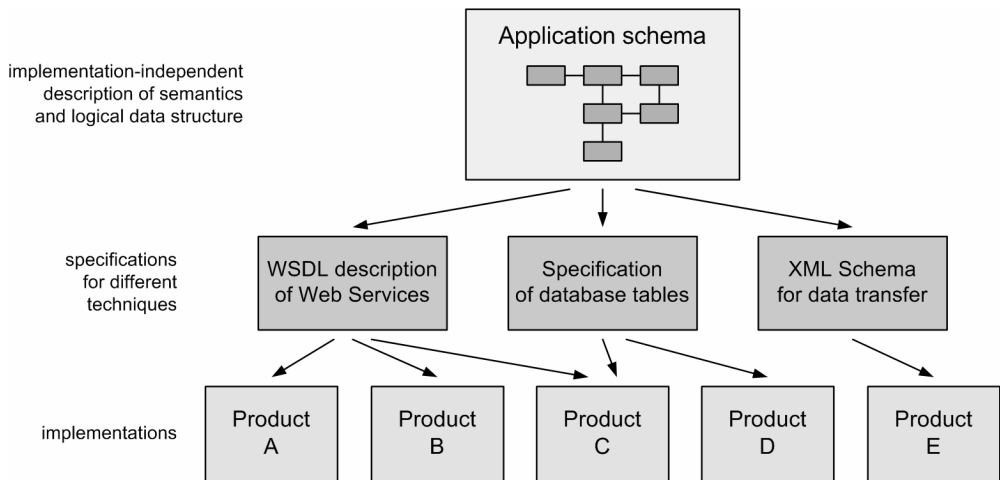 Application schema
implementation-independent
description of semantics
and logical data structure
specifications
for different
techniques
WSDL description
of Web Services
Specification
of database tables
XML Schema
for data transfer
implementations
Product
A
Product
B
Product
C
Product
D
Product
E